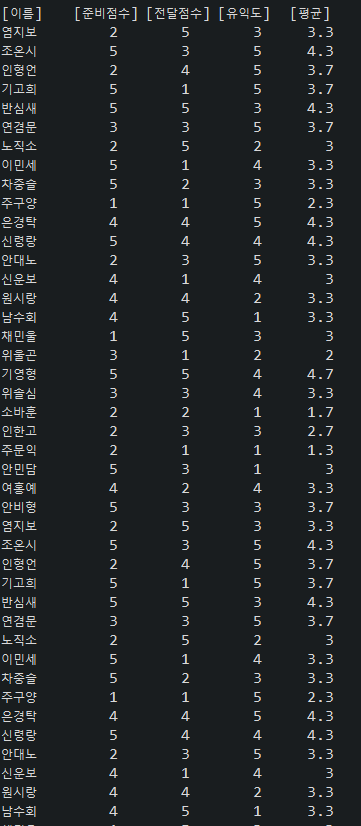 [이름] [준비점수] [전달점수] [유익도] [평균]
염지보 2 5 3 3.3
조은시 5 3 5 4.3
인형언 2 4 5 3.7
기고희 5 1 5 3.7
반심새 5 5 3 4.3
연겸문 3 3 5 3.7
노직소 2 5 2 3
이민세 5 1 4 3.3
차중슬 5 2 3 3.3
주구양 1 1 5 2.3
은경탁 4 4 5 4.3
신령랑 5 4 4 4.3
안대노 2 3 5 3.3
신운보 4 1 4 3
원시랑 4 4 2 3.3
남수회 4 5 1 3.3
채민율 1 5 3 3
위울곤 3 1 2 2
기영형 5 5 4 4.7
위솔심 3 3 4 3.3
소바훈 2 2 1 1.7
인한고 2 3 3 2.7
주문익 2 1 1 1.3
안민담 5 3 1 3
여홍예 4 2 4 3.3
안비형 5 3 3 3.7
염지보 2 5 3 3.3
조은시 5 3 5 4.3
인형언 2 4 5 3.7
기고희 5 1 5 3.7
반심새 5 5 3 4.3
연겸문 3 3 5 3.7
노직소 2 5 2 3
이민세 5 1 4 3.3
차중슬 5 2 3 3.3
주구양 1 1 5 2.3
은경탁 4 4 5 4.3
신령랑 5 4 4 4.3
안대노 2 3 5 3.3
신운보 4 1 4 3
원시랑 4 4 2 3.3
남수회 4 5 1 3.3